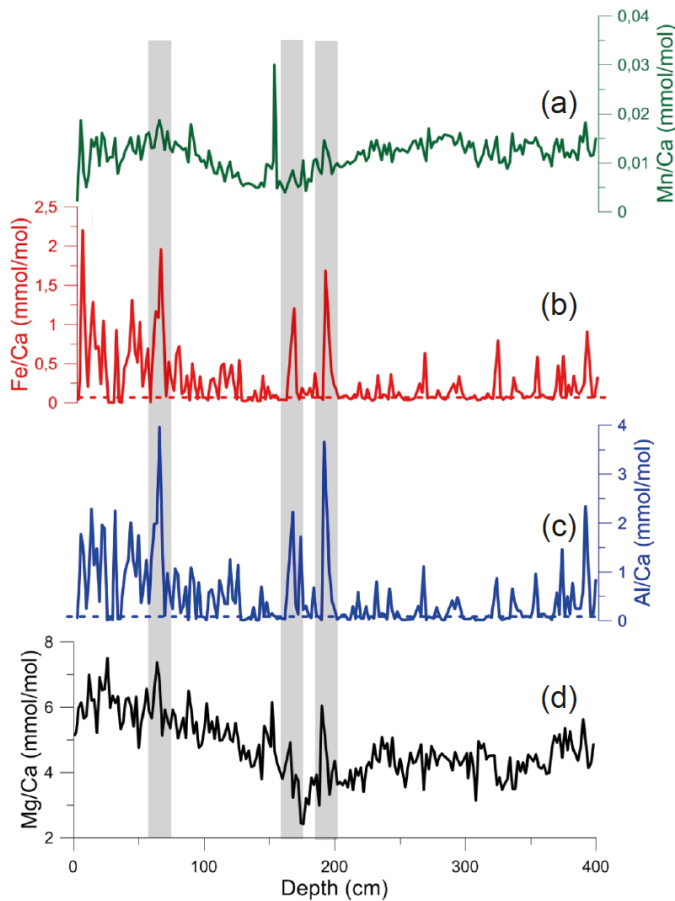 0,04
0,03
0,02
0,01
0
Mn/Ca (mmol/mol)
(a)
2,5
2
1,5
1
0,5
0
Fe/Ca (mmol/mol)
(b)
4
3
2
1
0
Al/Ca (mmol/mol)
(c)
8
6
4
2
Mg/Ca (mmol/mol)
(d)
0 100 200 300 400
Depth (cm)